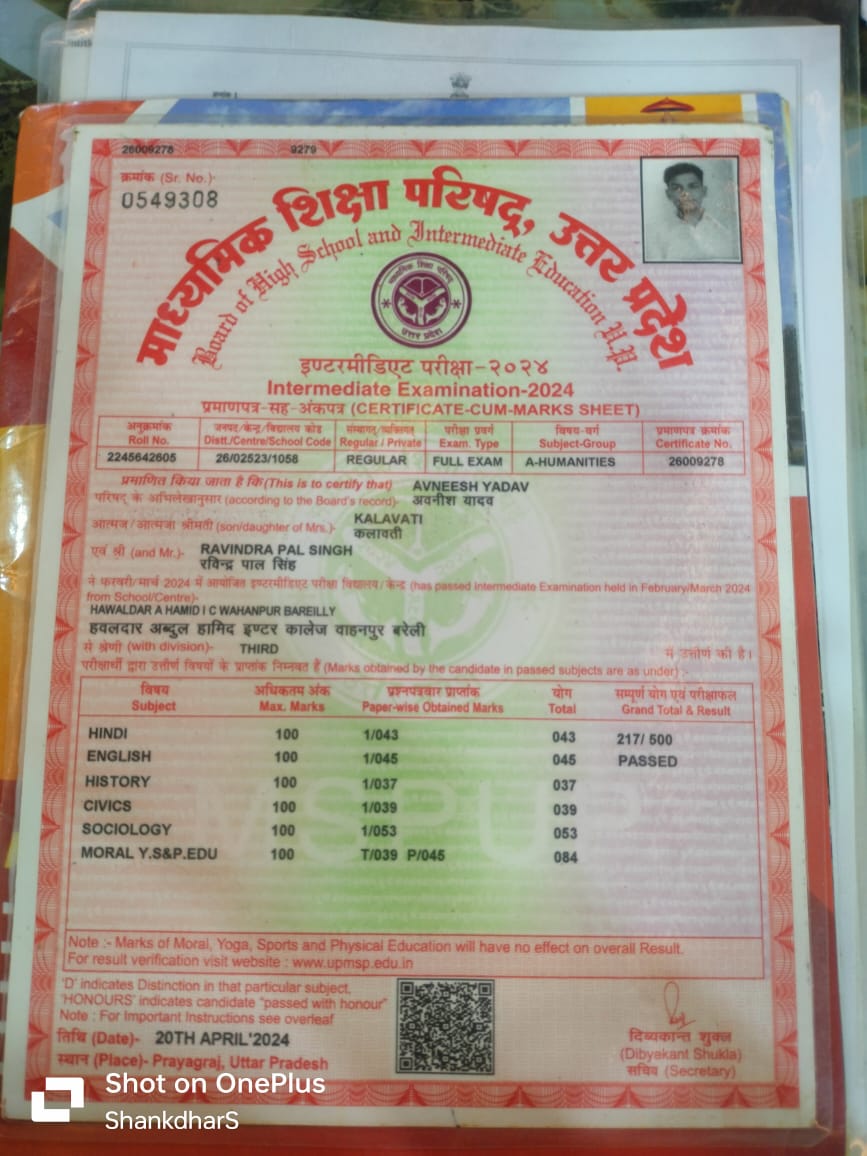 26009278 9279
क्रमांक (Sr. No.)-
0549308
माध्यमिक शिक्षा परिषद्, उत्तर प्रदेश
Board of High School and Intermediate Education U.P.
माध्यमिक शिक्षा परिषद्
उत्तर प्रदेश
इण्टरमीडिएट परीक्षा-२०२४
Intermediate Examination-2024
प्रमाणपत्र-सह-अंकपत्र (CERTIFICATE-CUM-MARKS SHEET)
अनुक्रमांक जनपद/केन्द्र/विद्यालय कोड संस्थागत/व्यक्तिगत परीक्षा प्रवर्ग विषय-वर्ग प्रमाणपत्र क्रमांक
Roll No. Distt./Centre/School Code Regular / Private Exam. Type Subject-Group Certificate No.
2245642605 26/02523/1058 REGULAR FULL EXAM A-HUMANITIES 26009278
प्रमाणित किया जाता है कि (This is to certify that) AVNEESH YADAV
परिषद के अभिलेखानुसार (according to the Board's record)- अवनीश यादव
आत्मज/आत्मजा श्रीमती (son/daughter of Mrs.)- KALAVATI
कलावती
एवं श्री (and Mr.)- RAVINDRA PAL SINGH
रविन्द्र पाल सिंह
ने फरवरी/मार्च 2024 में आयोजित इण्टरमीडिएट परीक्षा विद्यालय/केन्द्र (has passed Intermediate Examination held in February/March 2024
from School/Centre)-
HAWALDAR A HAMID I C WAHANPUR BAREILLY
हवलदार अब्दुल हामिद इण्टर कालेज वाहनपुर बरेली
से श्रेणी (with division)- THIRD में उत्तीर्ण की है।
परीक्षार्थी द्वारा उत्तीर्ण विषयों के प्राप्तांक निम्नवत हैं (Marks obtained by the candidate in passed subjects are as under) :-
विषय अधिकतम अंक प्रश्नपत्रवार प्राप्तांक योग सम्पूर्ण योग एवं परीक्षाफल
Subject Max. Marks Paper-wise Obtained Marks Total Grand Total & Result
HINDI 100 1/043 043 217/ 500
ENGLISH 100 1/045 045 PASSED
HISTORY 100 1/037 037
CIVICS 100 1/039 039
SOCIOLOGY 100 1/053 053
MORAL Y.S&P.EDU 100 T/039 P/045 084
MSPUP
Note :- Marks of Moral, Yoga, Sports and Physical Education will have no effect on overall Result.
For result verification visit website : www.upmsp.edu.in
'D' indicates Distinction in that particular subject.
'HONOURS' indicates candidate "passed with honour"
Note : For Important Instructions see overleaf
तिथि (Date)- 20TH APRIL'2024
स्थान (Place)- Prayagraj, Uttar Pradesh
दिब्यकान्त शुक्ल
(Dibyakant Shukla)
सचिव (Secretary)
Shot on OnePlus
ShankdharS